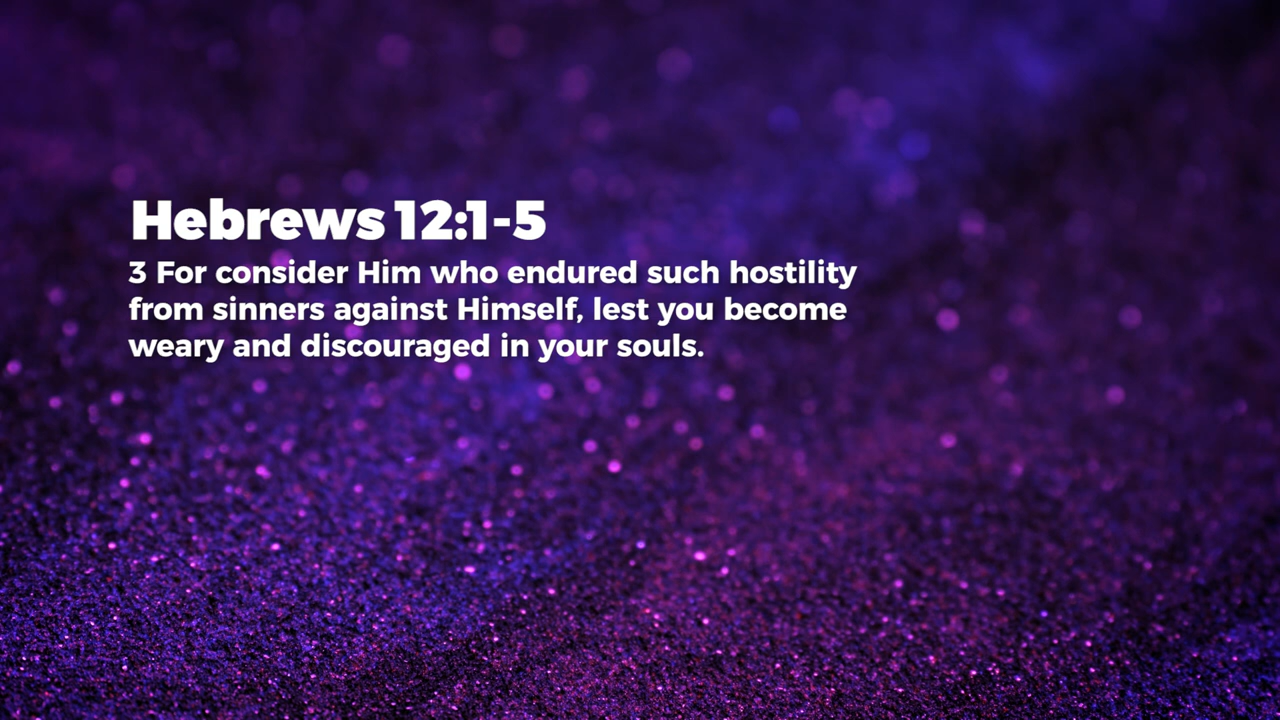 Hebrews 12:1-5
3 For consider Him who endured such hostility
from sinners against Himself, lest you become
weary and discouraged in your souls.